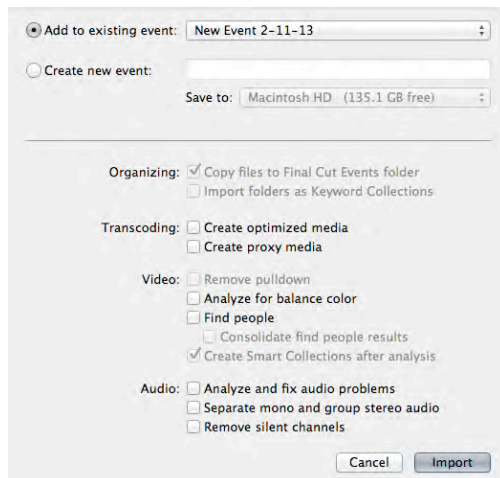 Add to existing event: New Event 2-11-13
Create new event:
Save to: Macintosh HD (135.1 GB free)
Organizing: Copy files to Final Cut Events folder
Import folders as Keyword Collections
Transcoding: Create optimized media
Create proxy media
Video: Remove pulldown
Analyze for balance color
Find people
Consolidate find people results
Create Smart Collections after analysis
Audio: Analyze and fix audio problems
Separate mono and group stereo audio
Remove silent channels
Cancel Import